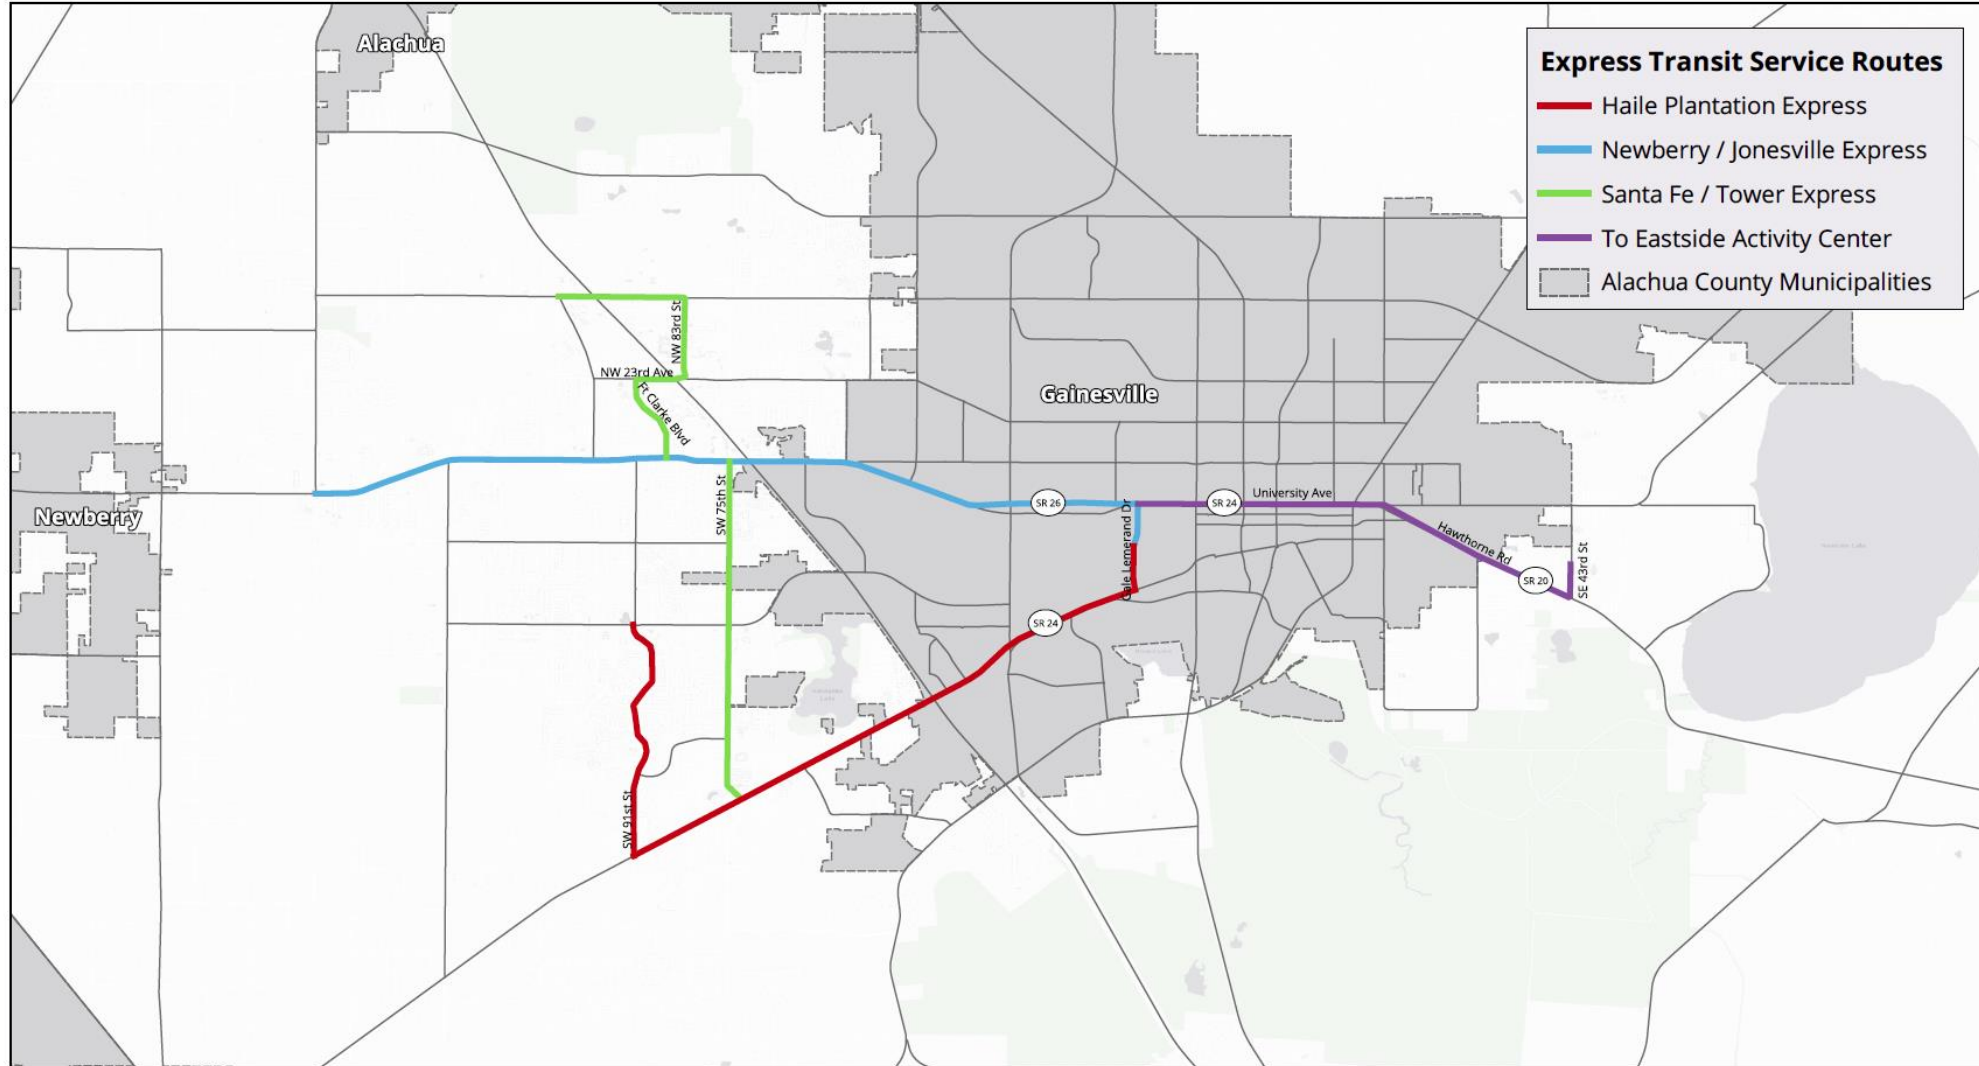 Alachua
Express Transit Service Routes
Haile Plantation Express
Newberry / Jonesville Express
Santa Fe / Tower Express
To Eastside Activity Center
Alachua County Municipalities
NW 83rd St
NW 23rd Ave
Ft Clarke Blvd
Gainesville
Newberry
SW 75th St
SR 26
Gale Lemerand Dr
SR 24
University Ave
Hawthorne Rd
SR 20
SE 43rd St
SR 24
SW 91st St